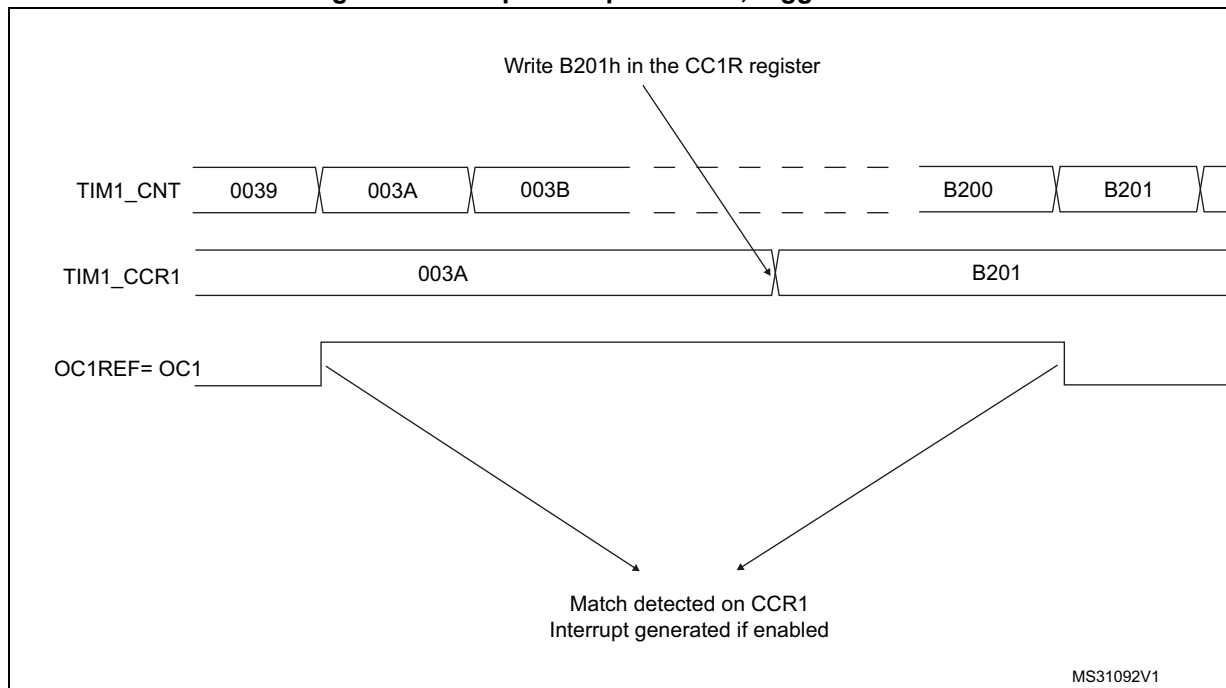 Write B201h in the CC1R register
TIM1_CNT 0039 003A 003B B200 B201
TIM1_CCR1 003A B201
OC1REF= OC1
Match detected on CCR1
Interrupt generated if enabled
MS31092V1